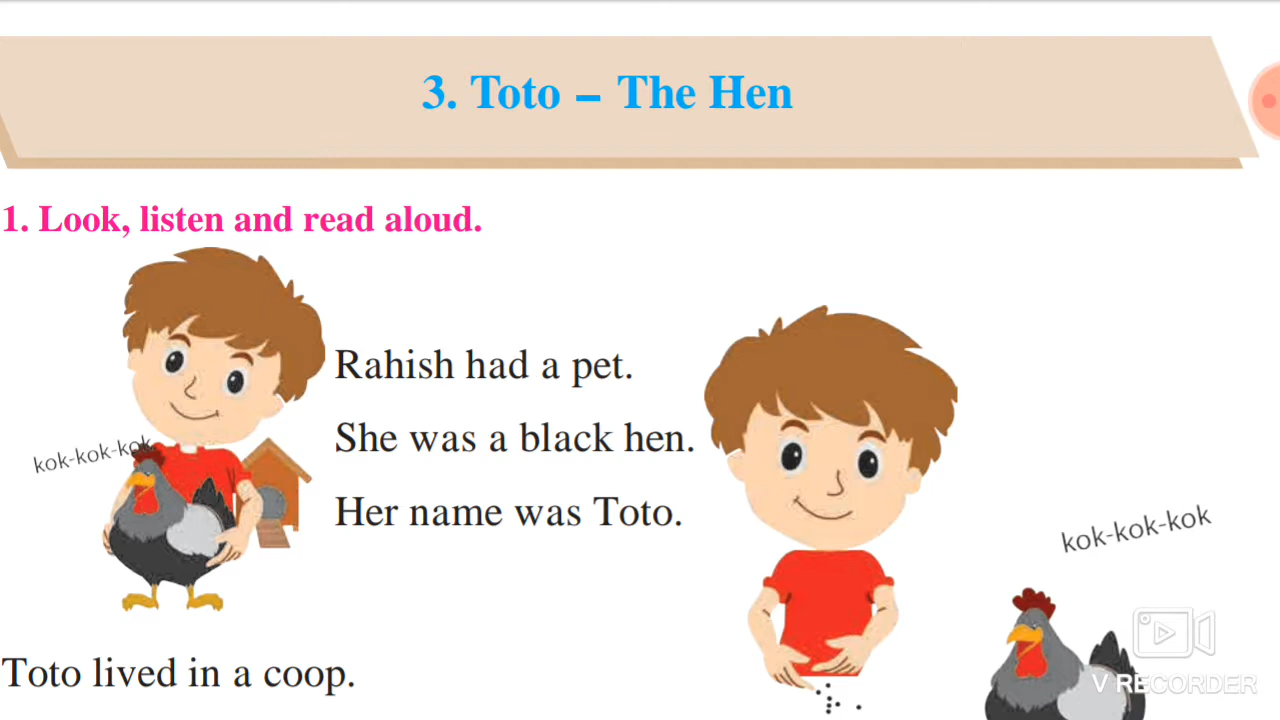 3. Toto – The Hen
1. Look, listen and read aloud.
Rahish had a pet.
She was a black hen.
kok-kok-kok
Her name was Toto.
kok-kok-kok
Toto lived in a coop.
V RECORDER